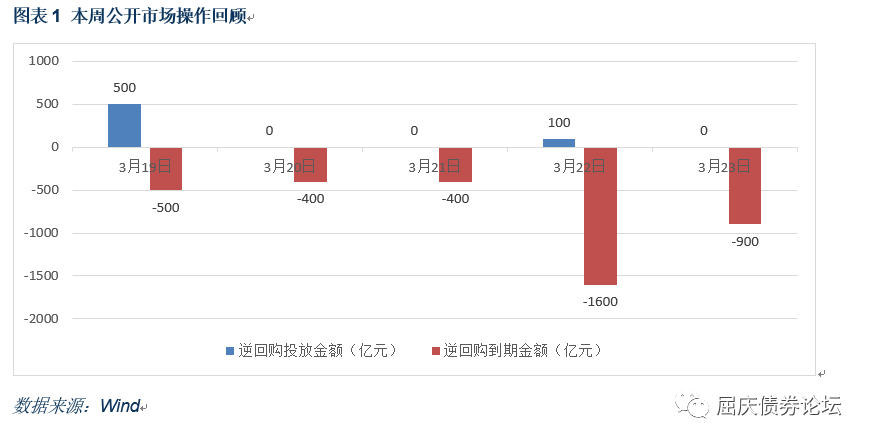 图表 1 本周公开市场操作回顾
1000
500
0
-500
-1000
-1500
-2000
500
0
0
100
0
3月19日
3月20日
3月21日
3月22日
3月23日
-500
-400
-400
-1600
-900
逆回购投放金额（亿元） 逆回购到期金额（亿元）
数据来源：Wind
屈庆债券论坛